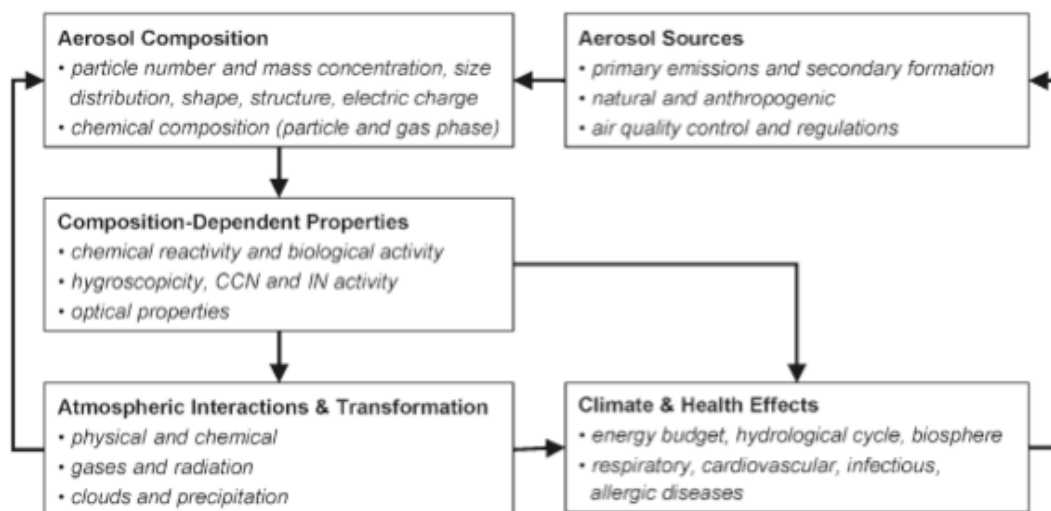 Aerosol Composition
• particle number and mass concentration, size
distribution, shape, structure, electric charge
• chemical composition (particle and gas phase)
Aerosol Sources
• primary emissions and secondary formation
• natural and anthropogenic
• air quality control and regulations
Composition-Dependent Properties
• chemical reactivity and biological activity
• hygroscopicity, CCN and IN activity
• optical properties
Atmospheric Interactions & Transformation
• physical and chemical
• gases and radiation
• clouds and precipitation
Climate & Health Effects
• energy budget, hydrological cycle, biosphere
• respiratory, cardiovascular, infectious,
allergic diseases